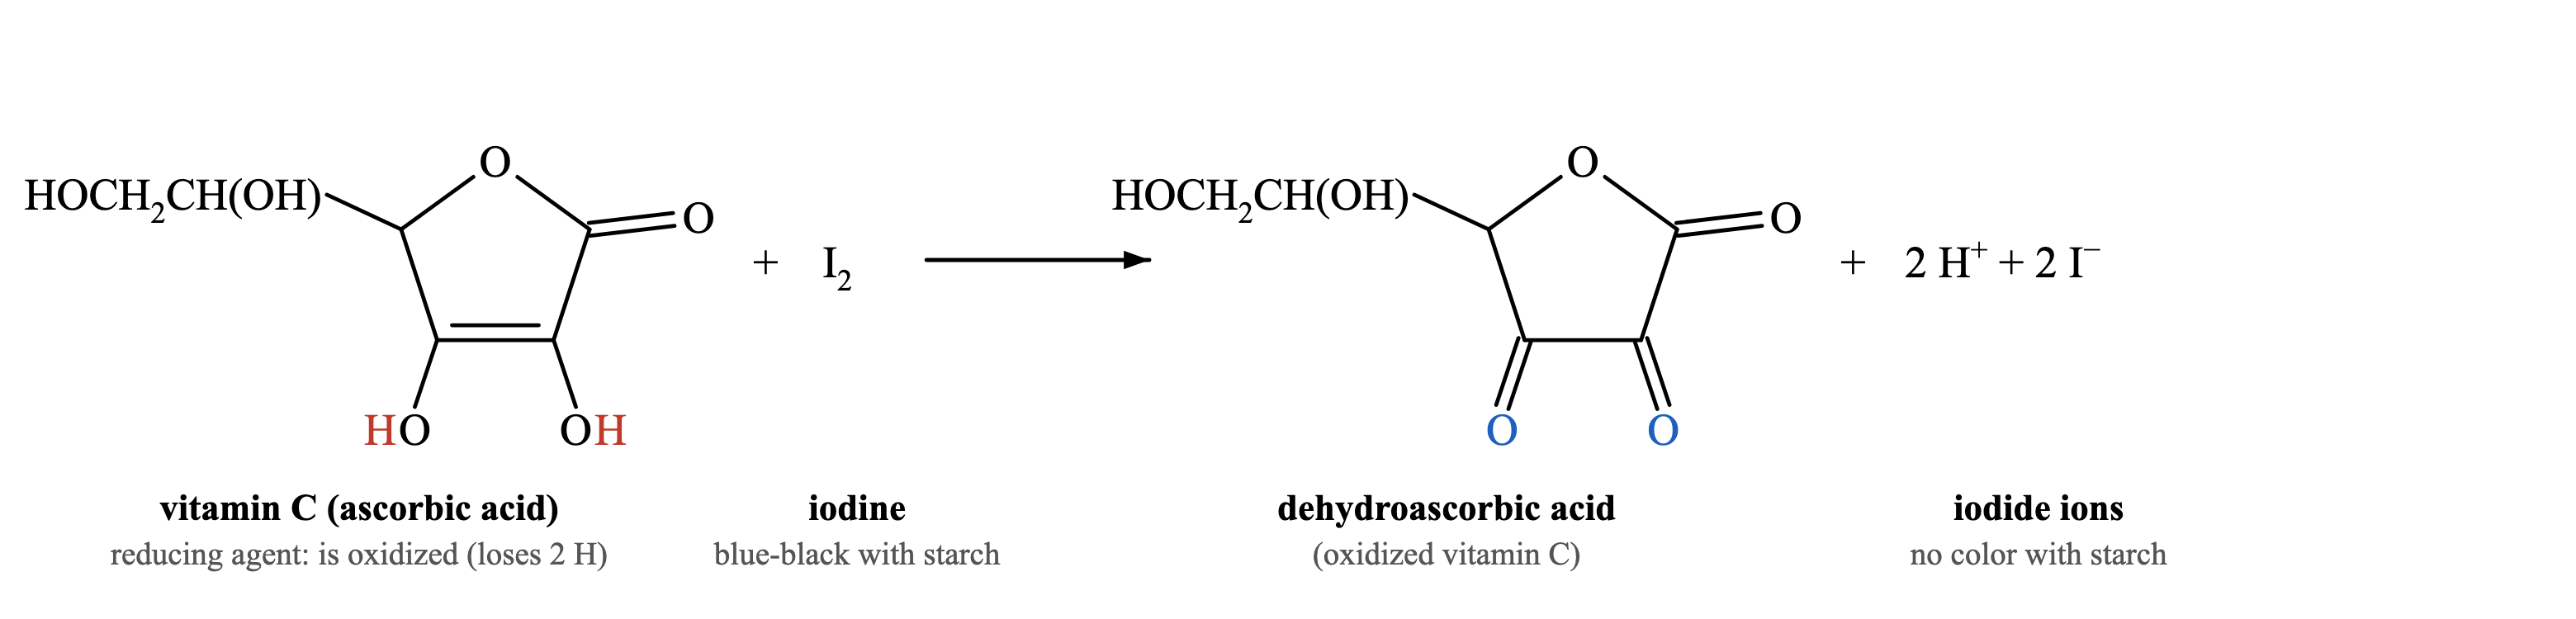 O
HOCH₂CH(OH)
O
HO
OH
+ I₂
O
HOCH₂CH(OH)
O
O
O
+ 2 H⁺ + 2 I⁻
vitamin C (ascorbic acid)
reducing agent: is oxidized (loses 2 H)
iodine
blue-black with starch
dehydroascorbic acid
(oxidized vitamin C)
iodide ions
no color with starch